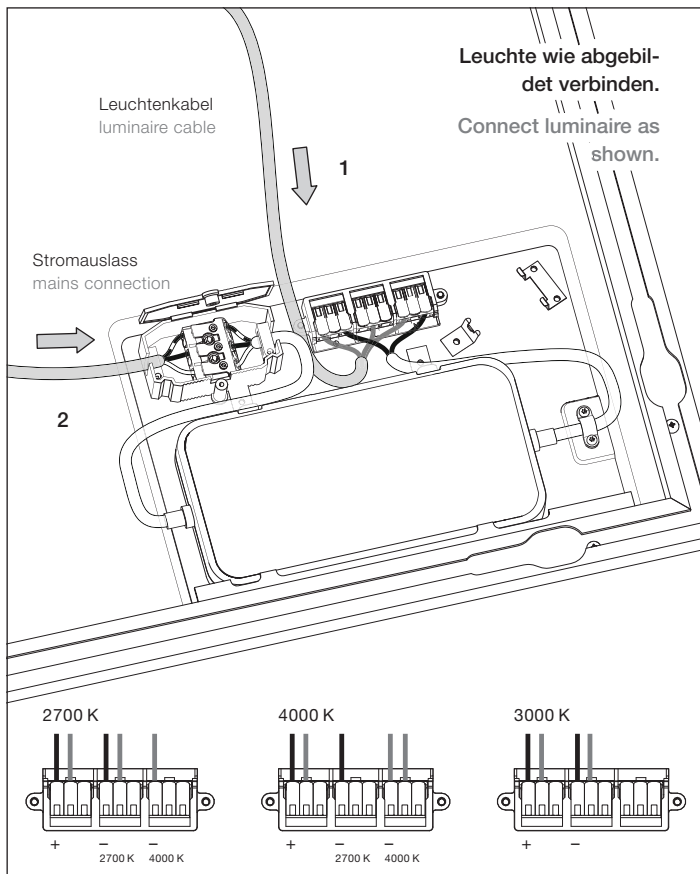 Leuchte wie abgebil-
det verbinden.
Connect luminaire as
shown.
Leuchtenkabel
luminaire cable
1
Stromauslass
mains connection
2
2700 K
4000 K
3000 K
+ – – + – – + –
2700 K 4000 K 2700 K 4000 K